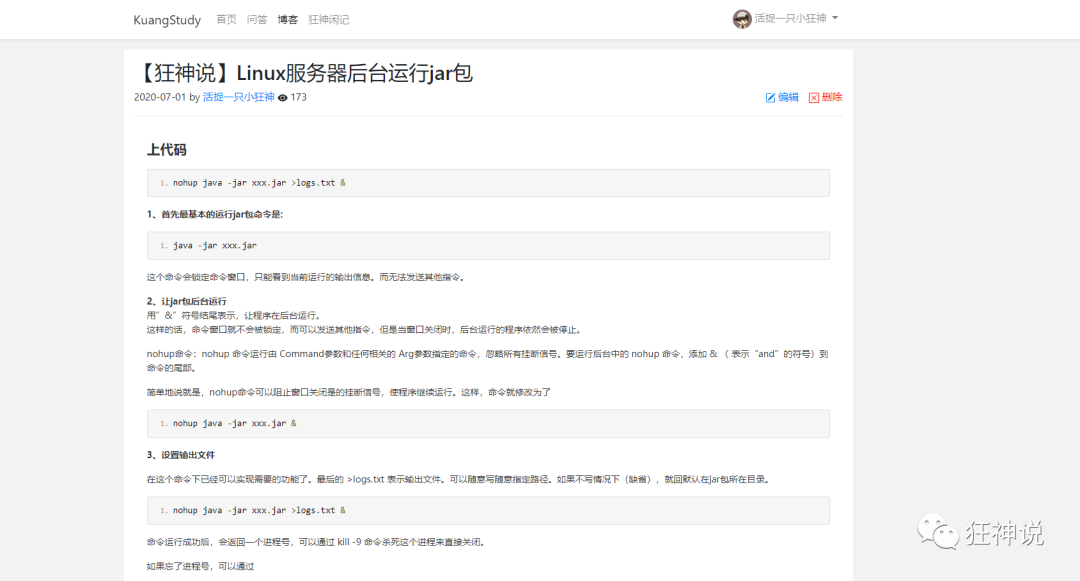 KuangStudy 首页 问答 博客 狂神闲记 活捉一只小狂神
【狂神说】Linux服务器后台运行jar包
2020-07-01 by 活捉一只小狂神 173 编辑 删除
上代码
1. nohup java -jar xxx.jar >logs.txt &
1、首先最基本的运行jar包命令是:
1. java -jar xxx.jar
这个命令会锁定命令窗口，只能看到当前运行的输出信息。而无法发送其他指令。
2、让jar包后台运行
用”&”符号结尾表示，让程序在后台运行。
这样的话，命令窗口就不会被锁定，而可以发送其他指令，但是当窗口关闭时，后台运行的程序依然会被停止。
nohup命令：nohup 命令运行由 Command参数和任何相关的 Arg参数指定的命令，忽略所有挂断信号。要运行后台中的 nohup 命令，添加 & （ 表示“and”的符号）到
命令的尾部。
简单地说就是，nohup命令可以阻止窗口关闭是的挂断信号，使程序继续运行。这样，命令就修改为了
1. nohup java -jar xxx.jar &
3、设置输出文件
在这个命令下已经可以实现需要的功能了。最后的 >logs.txt 表示输出文件。可以随意写随意指定路径。如果不写情况下（缺省），就回默认在jar包所在目录。
1. nohup java -jar xxx.jar >logs.txt &
命令运行成功后，会返回一个进程号，可以通过 kill -9 命令杀死这个进程来直接关闭。
如果忘了进程号，可以通过
狂神说